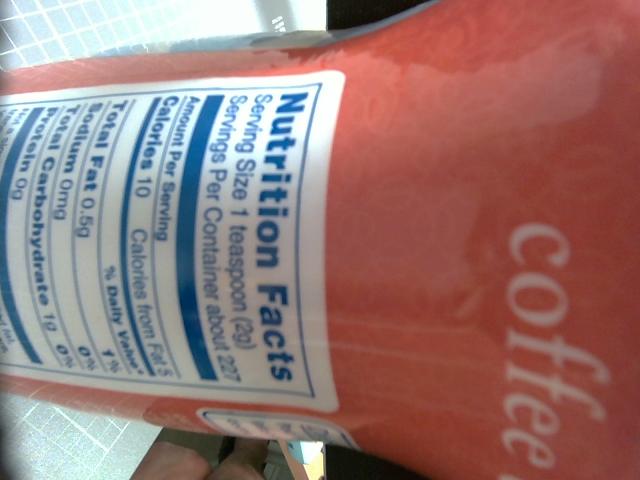 Nutrition Facts
Serving Size 1 teaspoon (2g)
Servings Per Container about 227
Amount Per Serving
Calories 10 Calories from Fat 5
% Daily Value*
Total Fat 0.5g 1%
Sodium 0mg 0%
Total Carbohydrate 1g 0%
Protein 0g
coffee